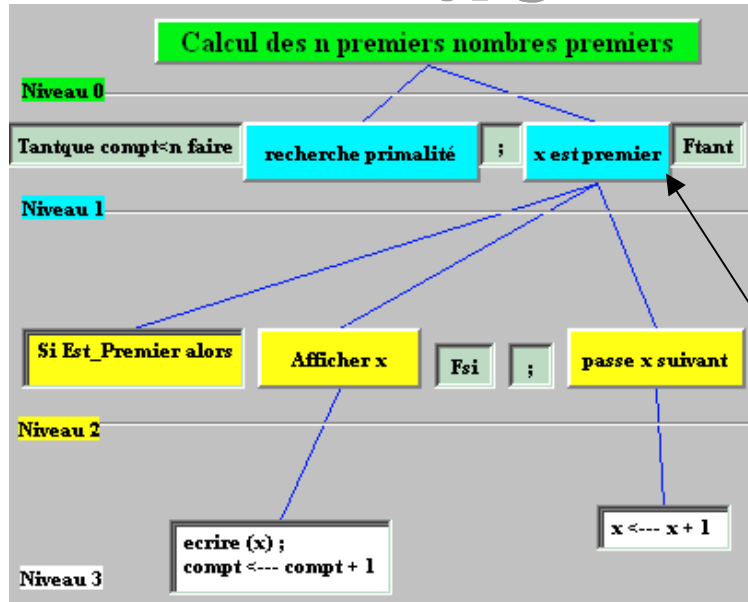 Calcul des n premiers nombres premiers
Niveau 0
Tantque compt<n faire
recherche primalité
;
x est premier
Ftant
Niveau 1
Si Est_Premier alors
Afficher x
Fsi
;
passe x suivant
Niveau 2
ecrire (x) ;
compt <--- compt + 1
x <--- x + 1
Niveau 3